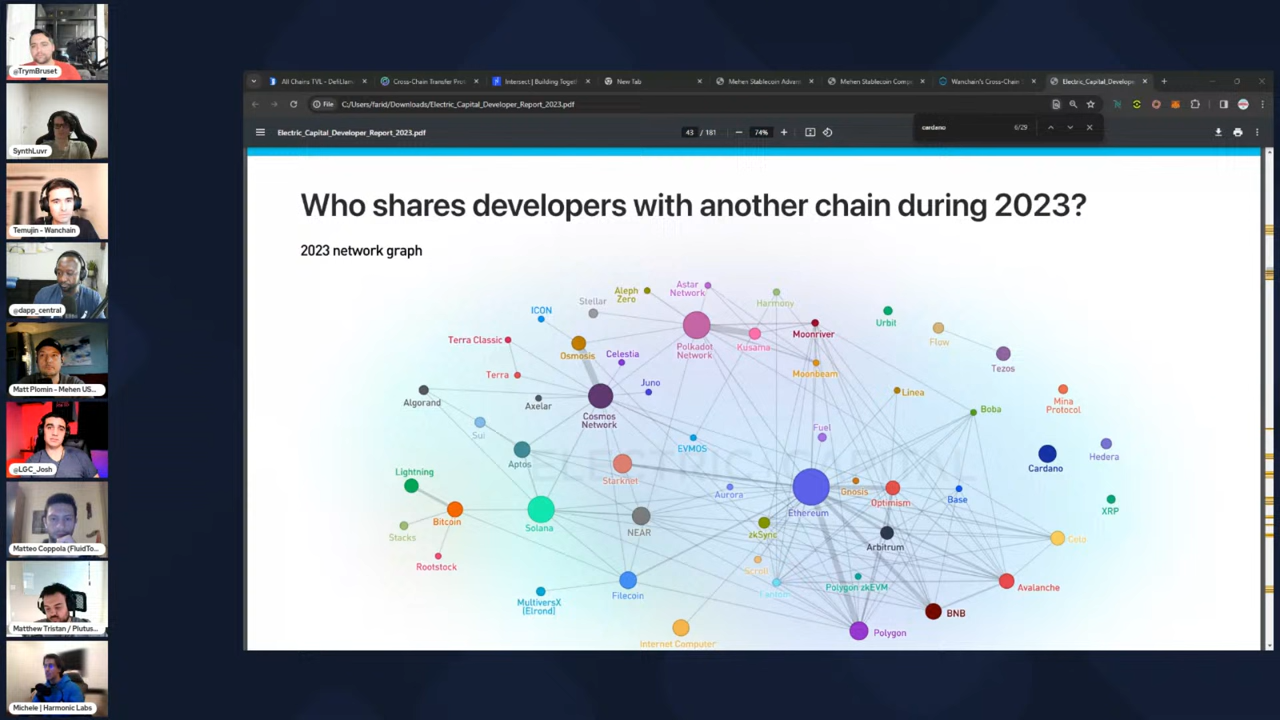 @TrymBruset
SynthLuvr
Temujin - Wanchain
@dapp_central
Matt Plomin - Mehen US...
@LGC_Josh
Matteo Coppola (FluidTo...
Matthew Tristan / Plutus...
Michele | Harmonic Labs
All Chains TVL - DefiLlam
Cross-Chain Transfer Pro
Intersect | Building Toget
New Tab
Mehen Stablecoin Advan
Mehen Stablecoin Comp
Wanchain's Cross-Chain
Electric_Capital_Develop
File
C:/Users/farid/Downloads/Electric_Capital_Developer_Report_2023.pdf
cardano
6/29
Electric_Capital_Developer_Report_2023.pdf
43 / 181
74%
Who shares developers with another chain during 2023?
2023 network graph
Aleph
Zero
Astar
Network
Stellar
Harmony
ICON
Urbit
Terra Classic
Osmosis
Celestia
Polkadot
Network
Kusama
Moonriver
Flow
Tezos
Terra
Juno
Moonbeam
Algorand
Axelar
Cosmos
Network
Linea
Mina
Protocol
Boba
Sui
Fuel
EVMOS
Aptos
Cardano
Hedera
Lightning
Starknet
Aurora
Ethereum
Gnosis
Optimism
Base
XRP
Bitcoin
Stacks
Solana
NEAR
zkSync
Arbitrum
Celo
Rootstock
Scroll
Polygon zkEVM
Fantom
Avalanche
MultiversX
(Elrond)
Filecoin
BNB
Internet Computer
Polygon